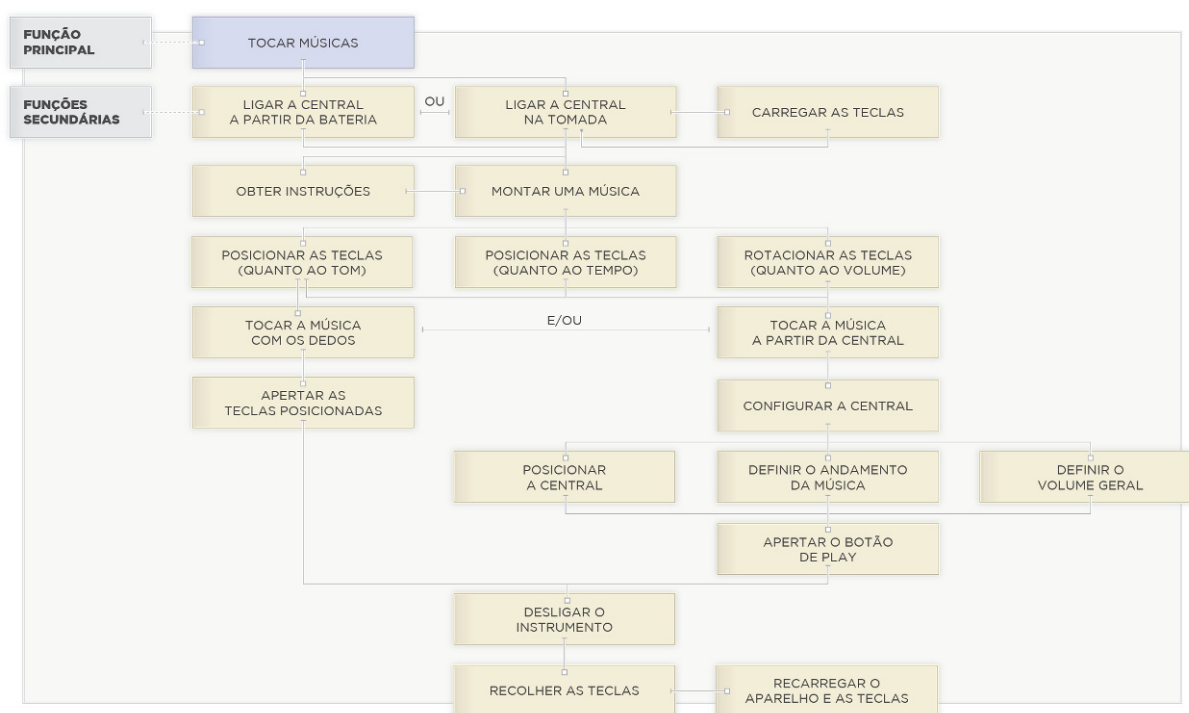 FUNÇÃO
PRINCIPAL
TOCAR MÚSICAS
FUNÇÕES
SECUNDÁRIAS
LIGAR A CENTRAL
A PARTIR DA BATERIA
OU
LIGAR A CENTRAL
NA TOMADA
CARREGAR AS TECLAS
OBTER INSTRUÇÕES
MONTAR UMA MÚSICA
POSICIONAR AS TECLAS
(QUANTO AO TOM)
POSICIONAR AS TECLAS
(QUANTO AO TEMPO)
ROTACIONAR AS TECLAS
(QUANTO AO VOLUME)
TOCAR A MÚSICA
COM OS DEDOS
E/OU
TOCAR A MÚSICA
A PARTIR DA CENTRAL
APERTAR AS
TECLAS POSICIONADAS
CONFIGURAR A CENTRAL
POSICIONAR
A CENTRAL
DEFINIR O ANDAMENTO
DA MÚSICA
DEFINIR O
VOLUME GERAL
APERTAR O BOTÃO
DE PLAY
DESLIGAR O
INSTRUMENTO
RECOLHER AS TECLAS
RECARREGAR O
APARELHO E AS TECLAS